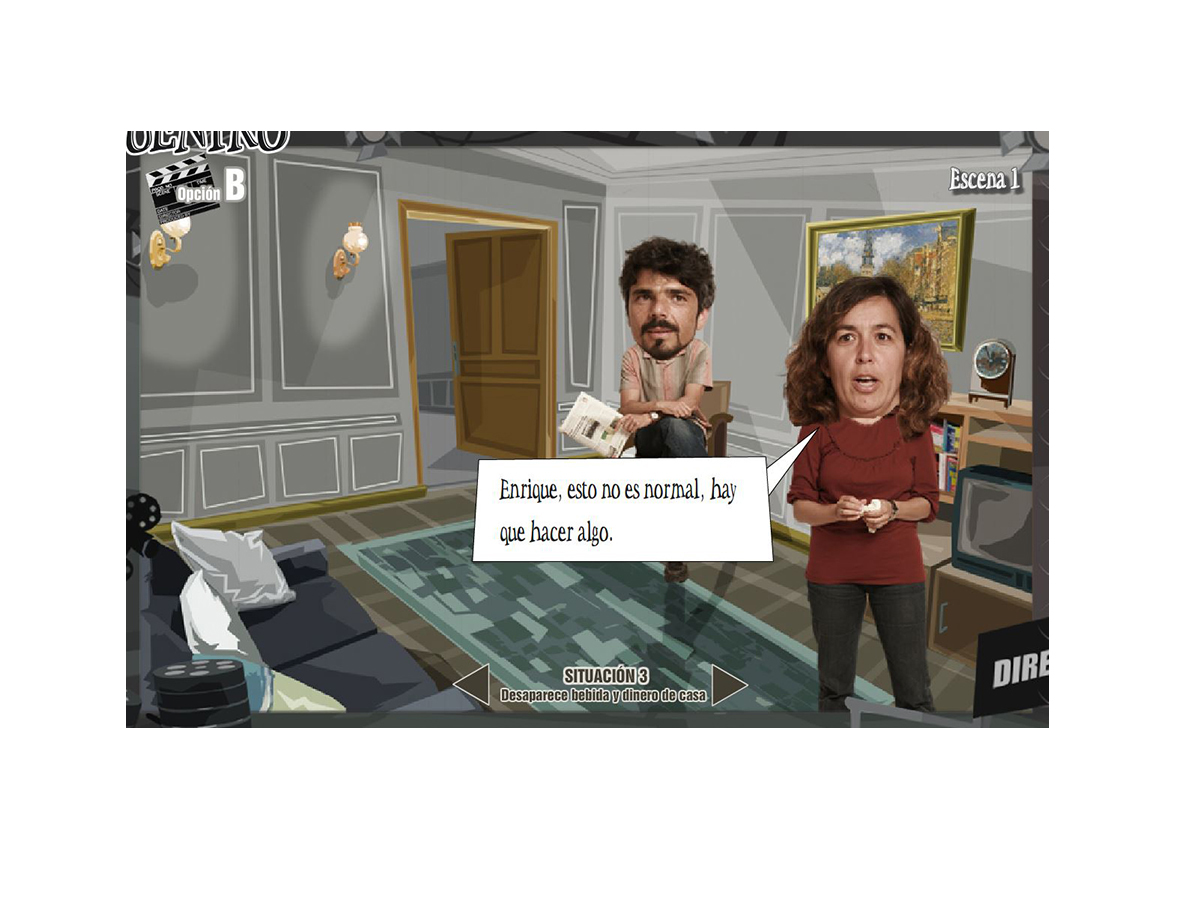 Opción B
Escena 1
Enrique, esto no es normal, hay
que hacer algo.
SITUACIÓN 3
Desaparece bebida y dinero de casa
DIRE